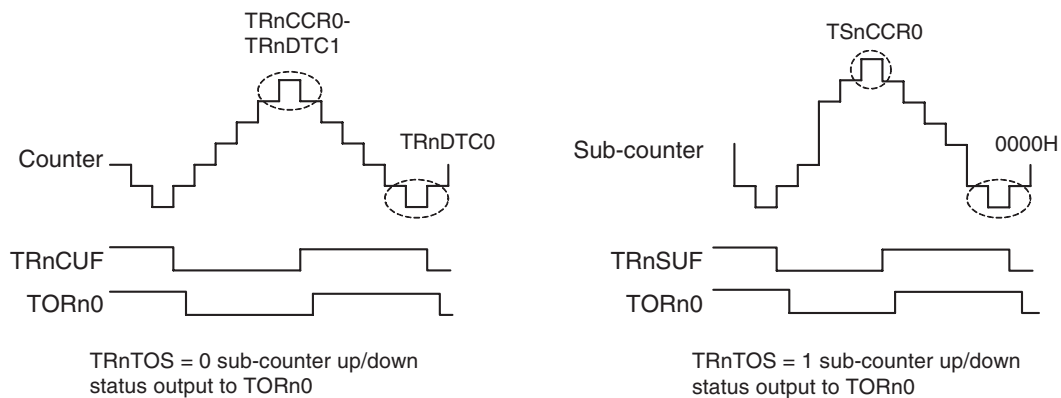 TRnCCR0-
TRnDTC1
Counter
TRnDTC0
TRnCUF
TORn0
TRnTOS = 0 sub-counter up/down
status output to TORn0
TSnCCR0
Sub-counter
0000H
TRnSUF
TORn0
TRnTOS = 1 sub-counter up/down
status output to TORn0